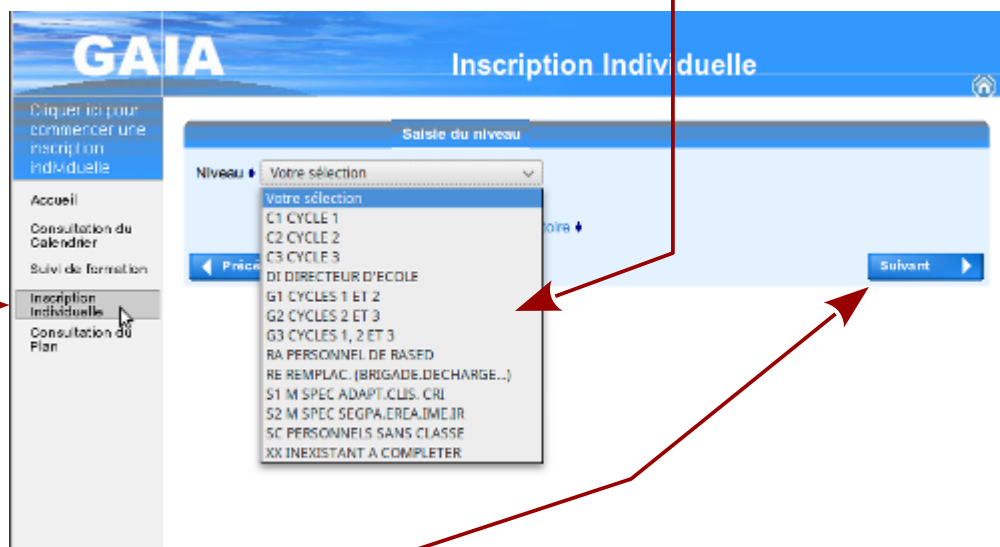 GAIA
Inscription Individuelle
Cliquer ici pour
commencer une
inscription
individuelle
Accueil
Consultation du
Calendrier
Suivi de formation
Inscription
Individuelle
Consultation du
Plan
Saisie du niveau
Niveau
Votre sélection
Votre sélection
C1 CYCLE 1
C2 CYCLE 2
C3 CYCLE 3
DI DIRECTEUR D'ECOLE
G1 CYCLES 1 ET 2
G2 CYCLES 2 ET 3
G3 CYCLES 1, 2 ET 3
RA PERSONNEL DE RASED
RE REMPLAC. (BRIGADE.DECHARGE...)
S1 M SPEC ADAPT.CLIS. CRI
S2 M SPEC SEGPA.EREA.IME.IR
SC PERSONNELS SANS CLASSE
XX INEXISTANT A COMPLETER
toire
Précé
Suivant